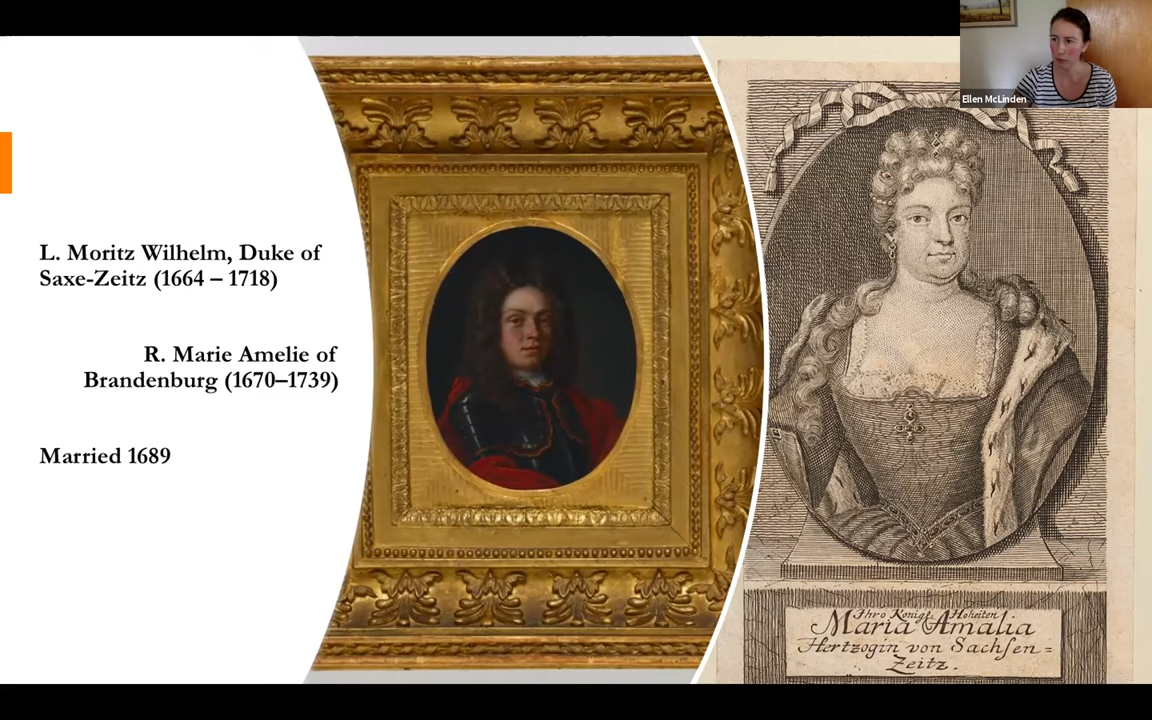 Ellen McLinden
L. Moritz Wilhelm, Duke of
Saxe-Zeitz (1664 – 1718)
R. Marie Amelie of
Brandenburg (1670–1739)
Married 1689
Ihro Königl. Hoheiten
Maria Amalia
Hertzogin von Sachsen=
Zeitz.